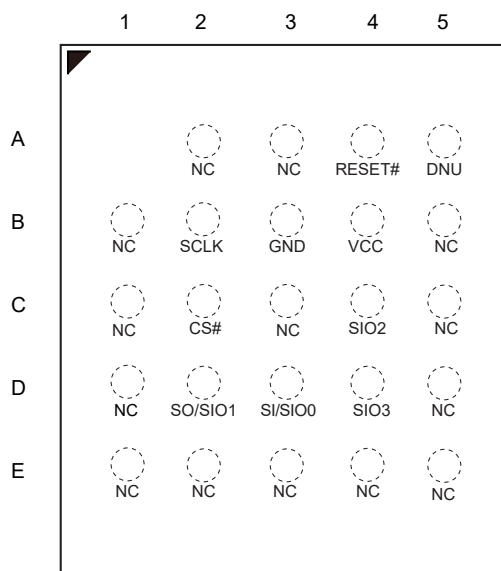 1 2 3 4 5
A
NC NC RESET# DNU
B
NC SCLK GND VCC NC
C
NC CS# NC SIO2 NC
D
NC SO/SIO1 SI/SIO0 SIO3 NC
E
NC NC NC NC NC